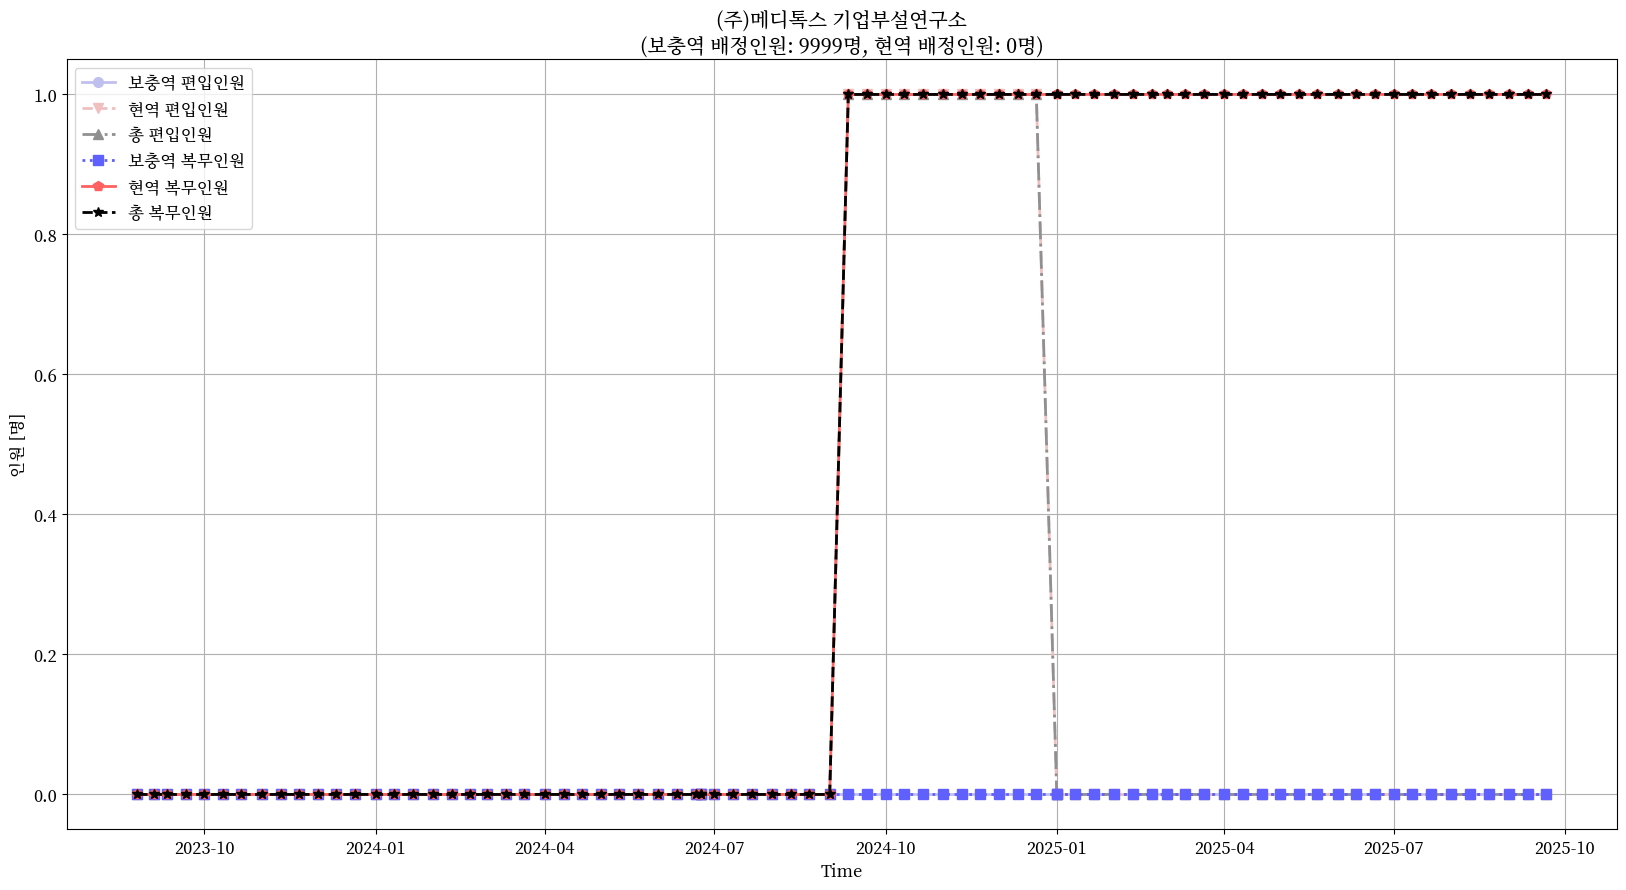 (주)메디톡스 기업부설연구소
(보충역 배정인원: 9999명, 현역 배정인원: 0명)
보충역 편입인원
현역 편입인원
총 편입인원
보충역 복무인원
현역 복무인원
총 복무인원
1.0
0.8
0.6
0.4
0.2
0.0
인원 [명]
2023-10
2024-01
2024-04
2024-07
2024-10
2025-01
2025-04
2025-07
2025-10
Time